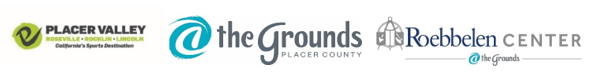 PLACER VALLEY
ROSEVILLE • ROCKLIN • LINCOLN
California's Sports Destination
@ the Grounds
PLACER COUNTY
Roebbelen CENTER
@ the Grounds